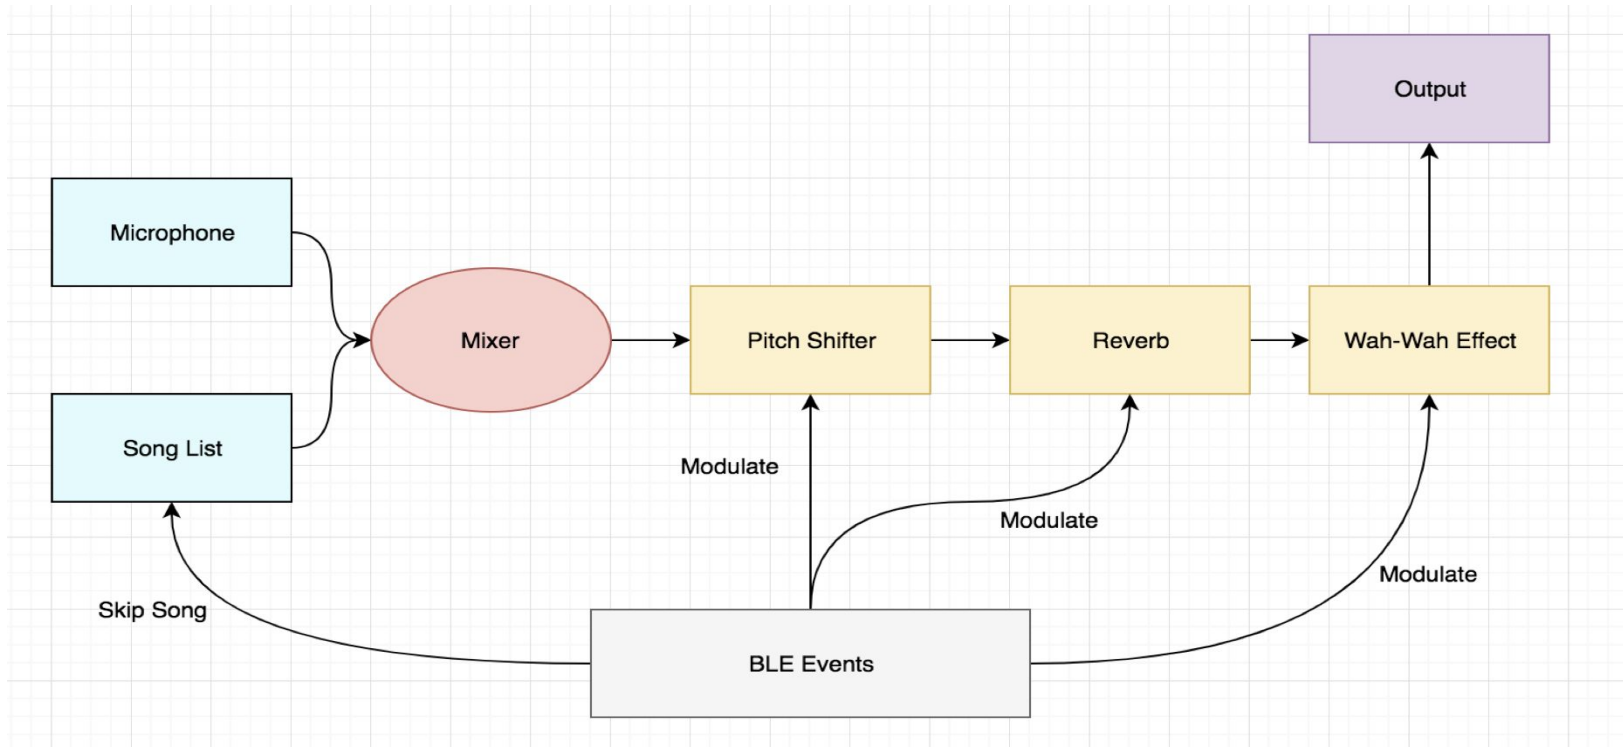 Output
Microphone
Mixer
Pitch Shifter
Reverb
Wah-Wah Effect
Song List
Modulate
Modulate
Modulate
Skip Song
BLE Events